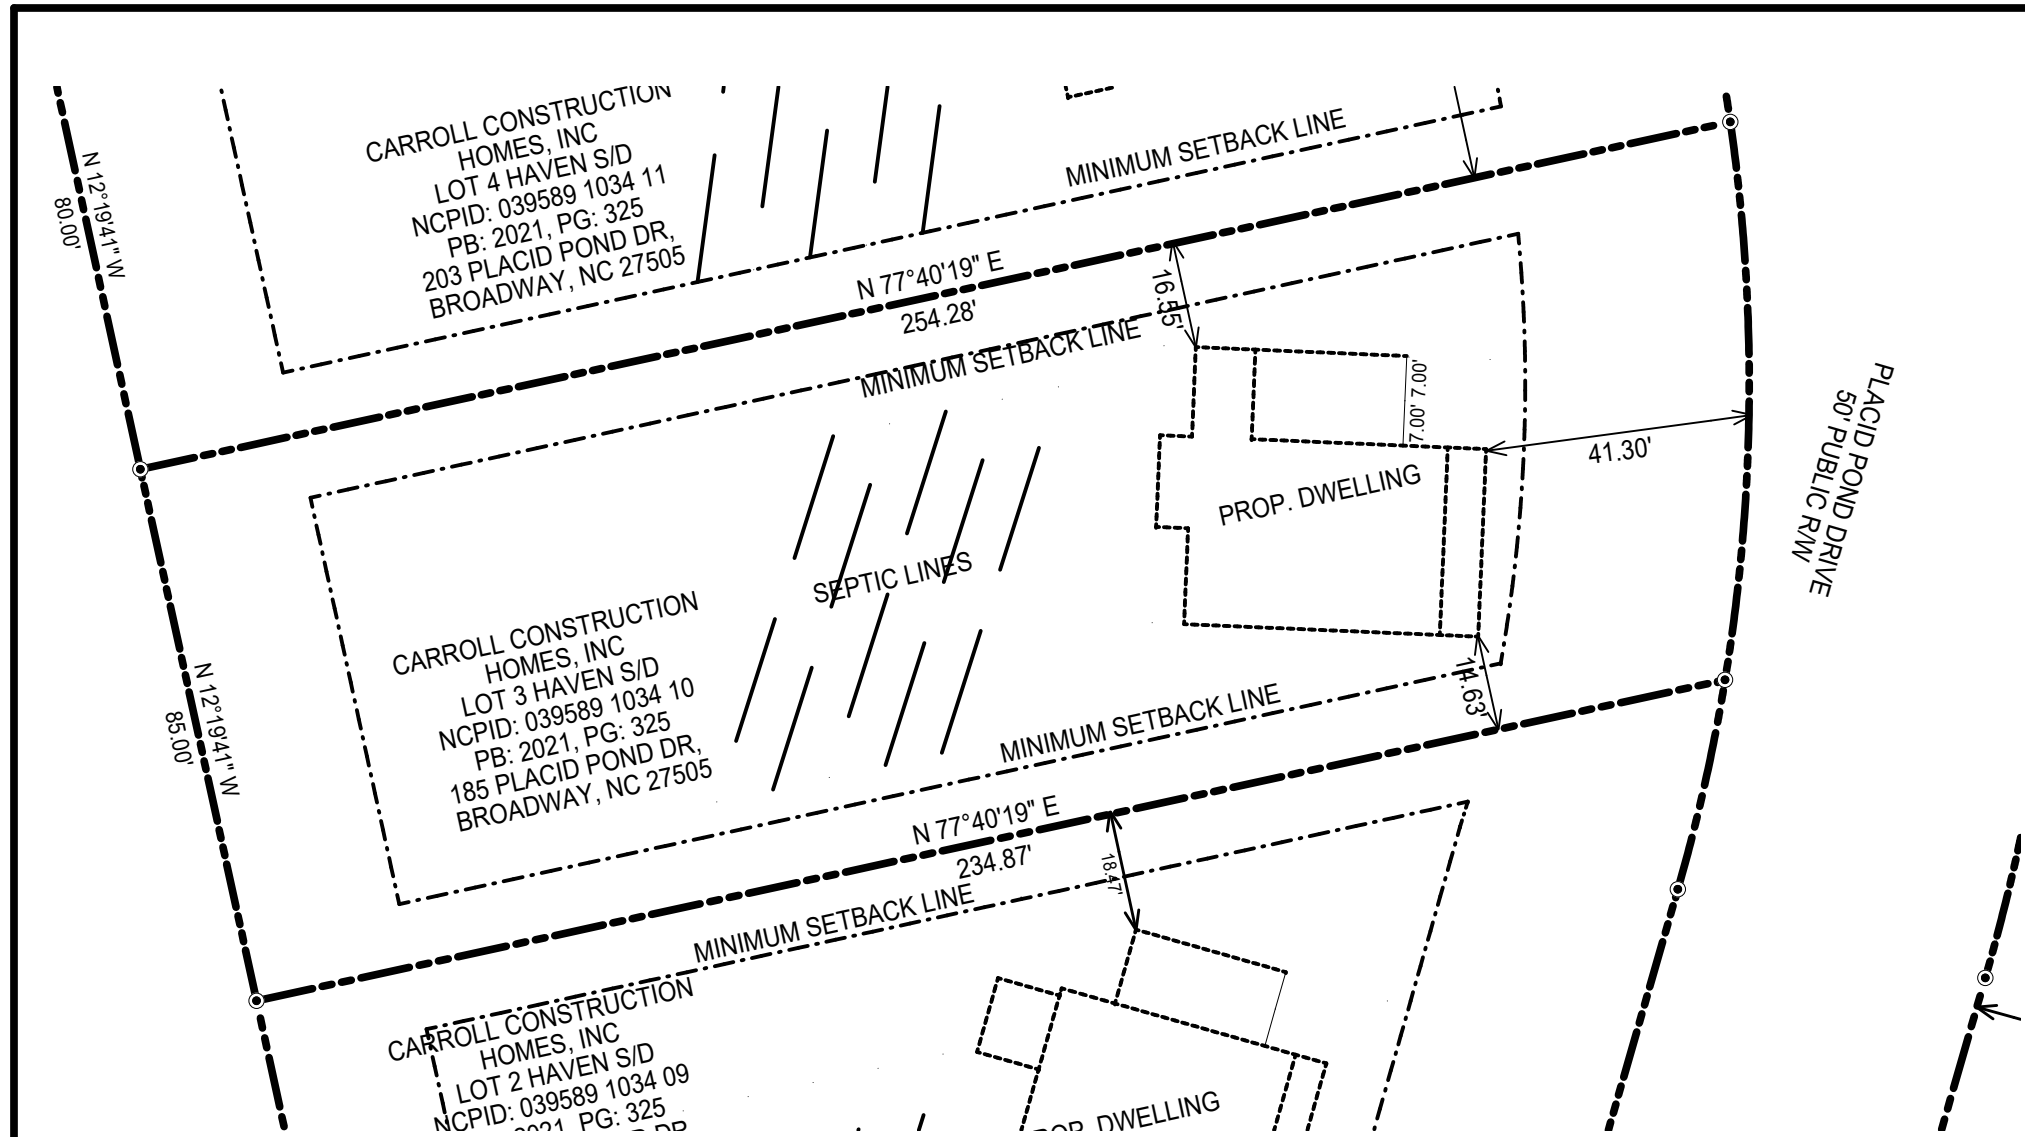 CARROLL CONSTRUCTION
HOMES, INC
LOT 4 HAVEN S/D
NCPID: 039589 1034 11
PB: 2021, PG: 325
203 PLACID POND DR,
BROADWAY, NC 27505
MINIMUM SETBACK LINE
N 12°19'41" W
80.00'
N 77°40'19" E
254.28'
MINIMUM SETBACK LINE
16.55'
7.00' 7.00'
41.30'
PLACID POND DRIVE
50' PUBLIC R/W
PROP. DWELLING
SEPTIC LINES
CARROLL CONSTRUCTION
HOMES, INC
LOT 3 HAVEN S/D
NCPID: 039589 1034 10
PB: 2021, PG: 325
185 PLACID POND DR,
BROADWAY, NC 27505
N 12°19'41" W
85.00'
MINIMUM SETBACK LINE
14.63'
N 77°40'19" E
234.87'
18.47'
MINIMUM SETBACK LINE
CARROLL CONSTRUCTION
HOMES, INC
LOT 2 HAVEN S/D
NCPID: 039589 1034 09
2021, PG: 325
DR
DWELLING